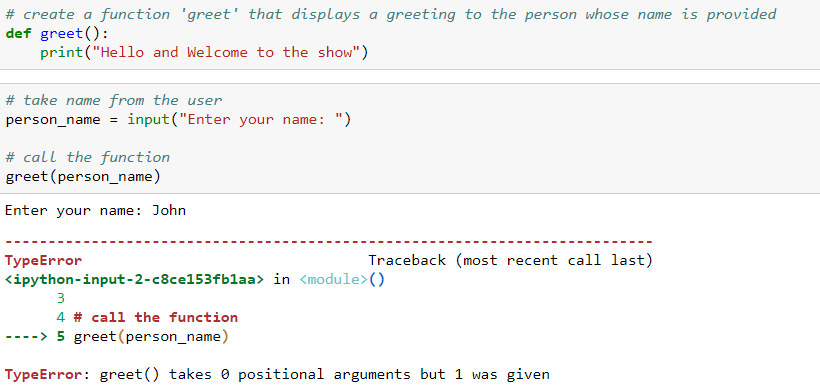 # create a function 'greet' that displays a greeting to the person whose name is provided
def greet():
    print("Hello and Welcome to the show")
# take name from the user
person_name = input("Enter your name: ")
# call the function
greet(person_name)
Enter your name: John
---------------------------------------------------------------------------
TypeError                                 Traceback (most recent call last)
<ipython-input-2-c8ce153fb1aa> in <module>()
      3
      4 # call the function
----> 5 greet(person_name)
TypeError: greet() takes 0 positional arguments but 1 was given